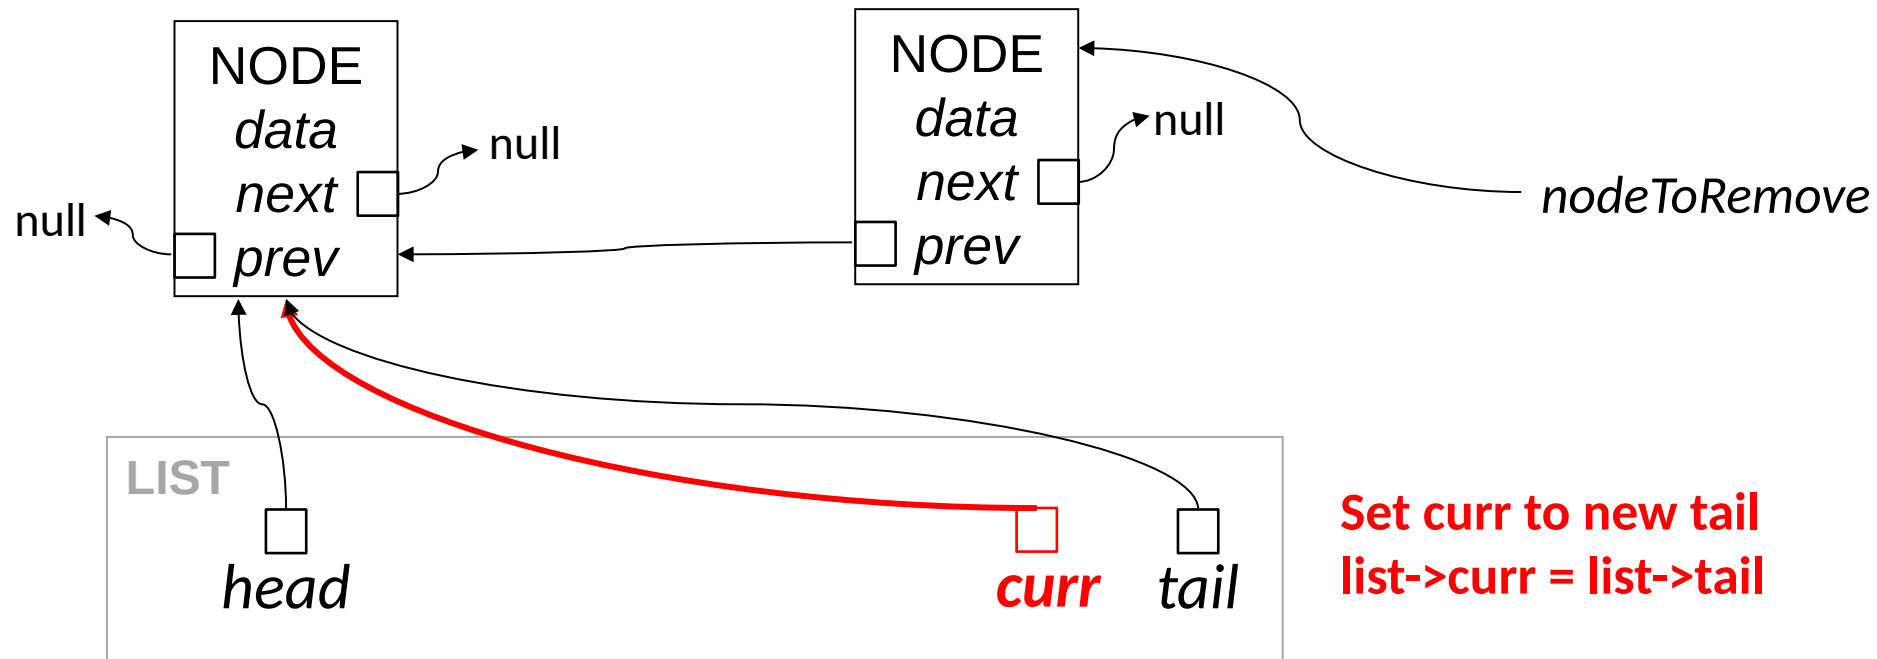 NODE
data
next
prev
null
null
NODE
data
next
prev
null
nodeToRemove
LIST
head
curr
tail
Set curr to new tail
list->curr = list->tail